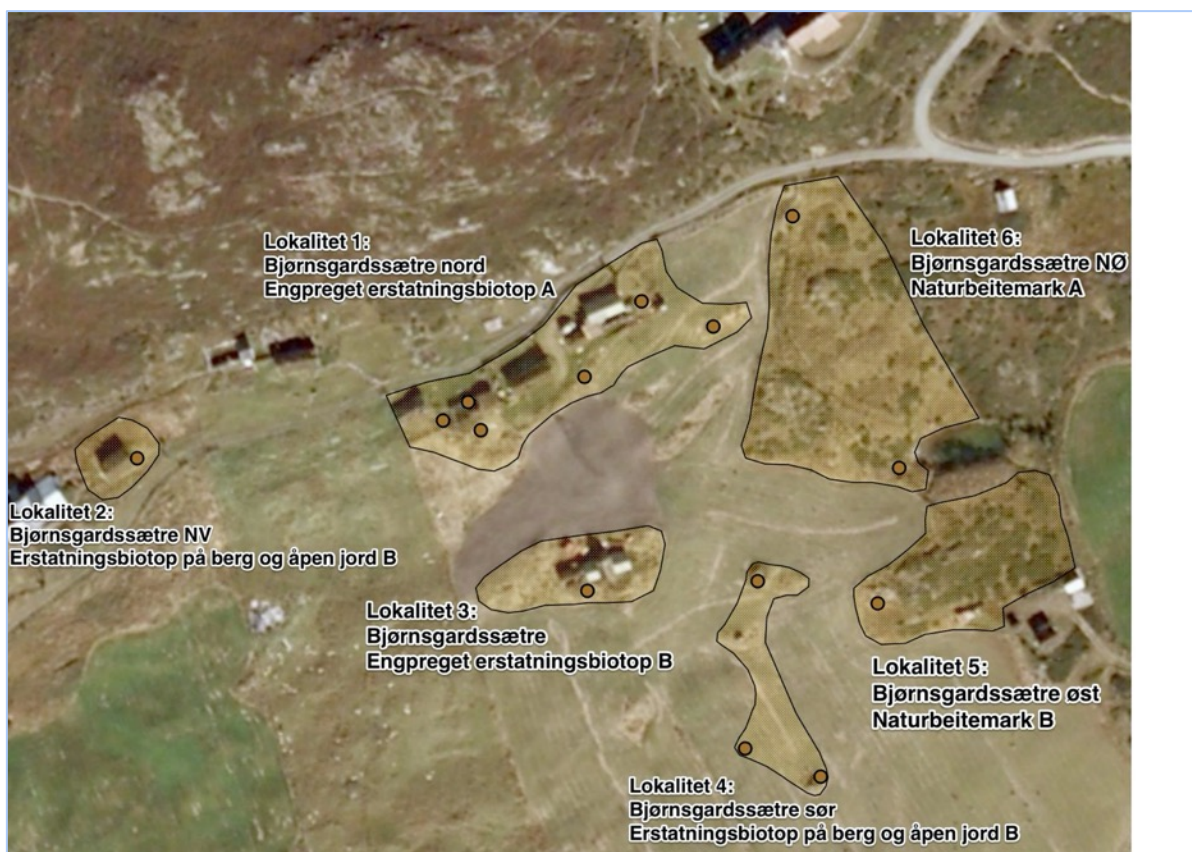 Lokalitet 1:
Bjørnsgardssætre nord
Engpreget erstatningsbiotop A
Lokalitet 6:
Bjørnsgardssætre NØ
Naturbeitemark A
Lokalitet 2:
Bjørnsgardssætre NV
Erstatningsbiotop på berg og åpen jord B
Lokalitet 3:
Bjørnsgardssætre
Engpreget erstatningsbiotop B
Lokalitet 5:
Bjørnsgardssætre øst
Naturbeitemark B
Lokalitet 4:
Bjørnsgardssætre sør
Erstatningsbiotop på berg og åpen jord B